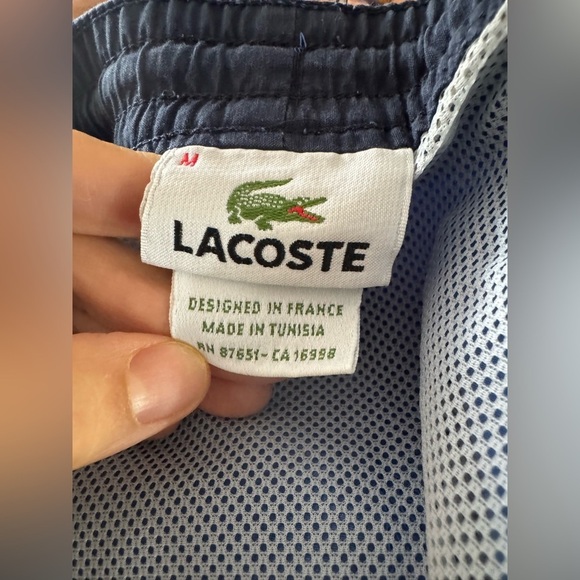 M
LACOSTE
DESIGNED IN FRANCE
MADE IN TUNISIA
RN 87651- CA 16998